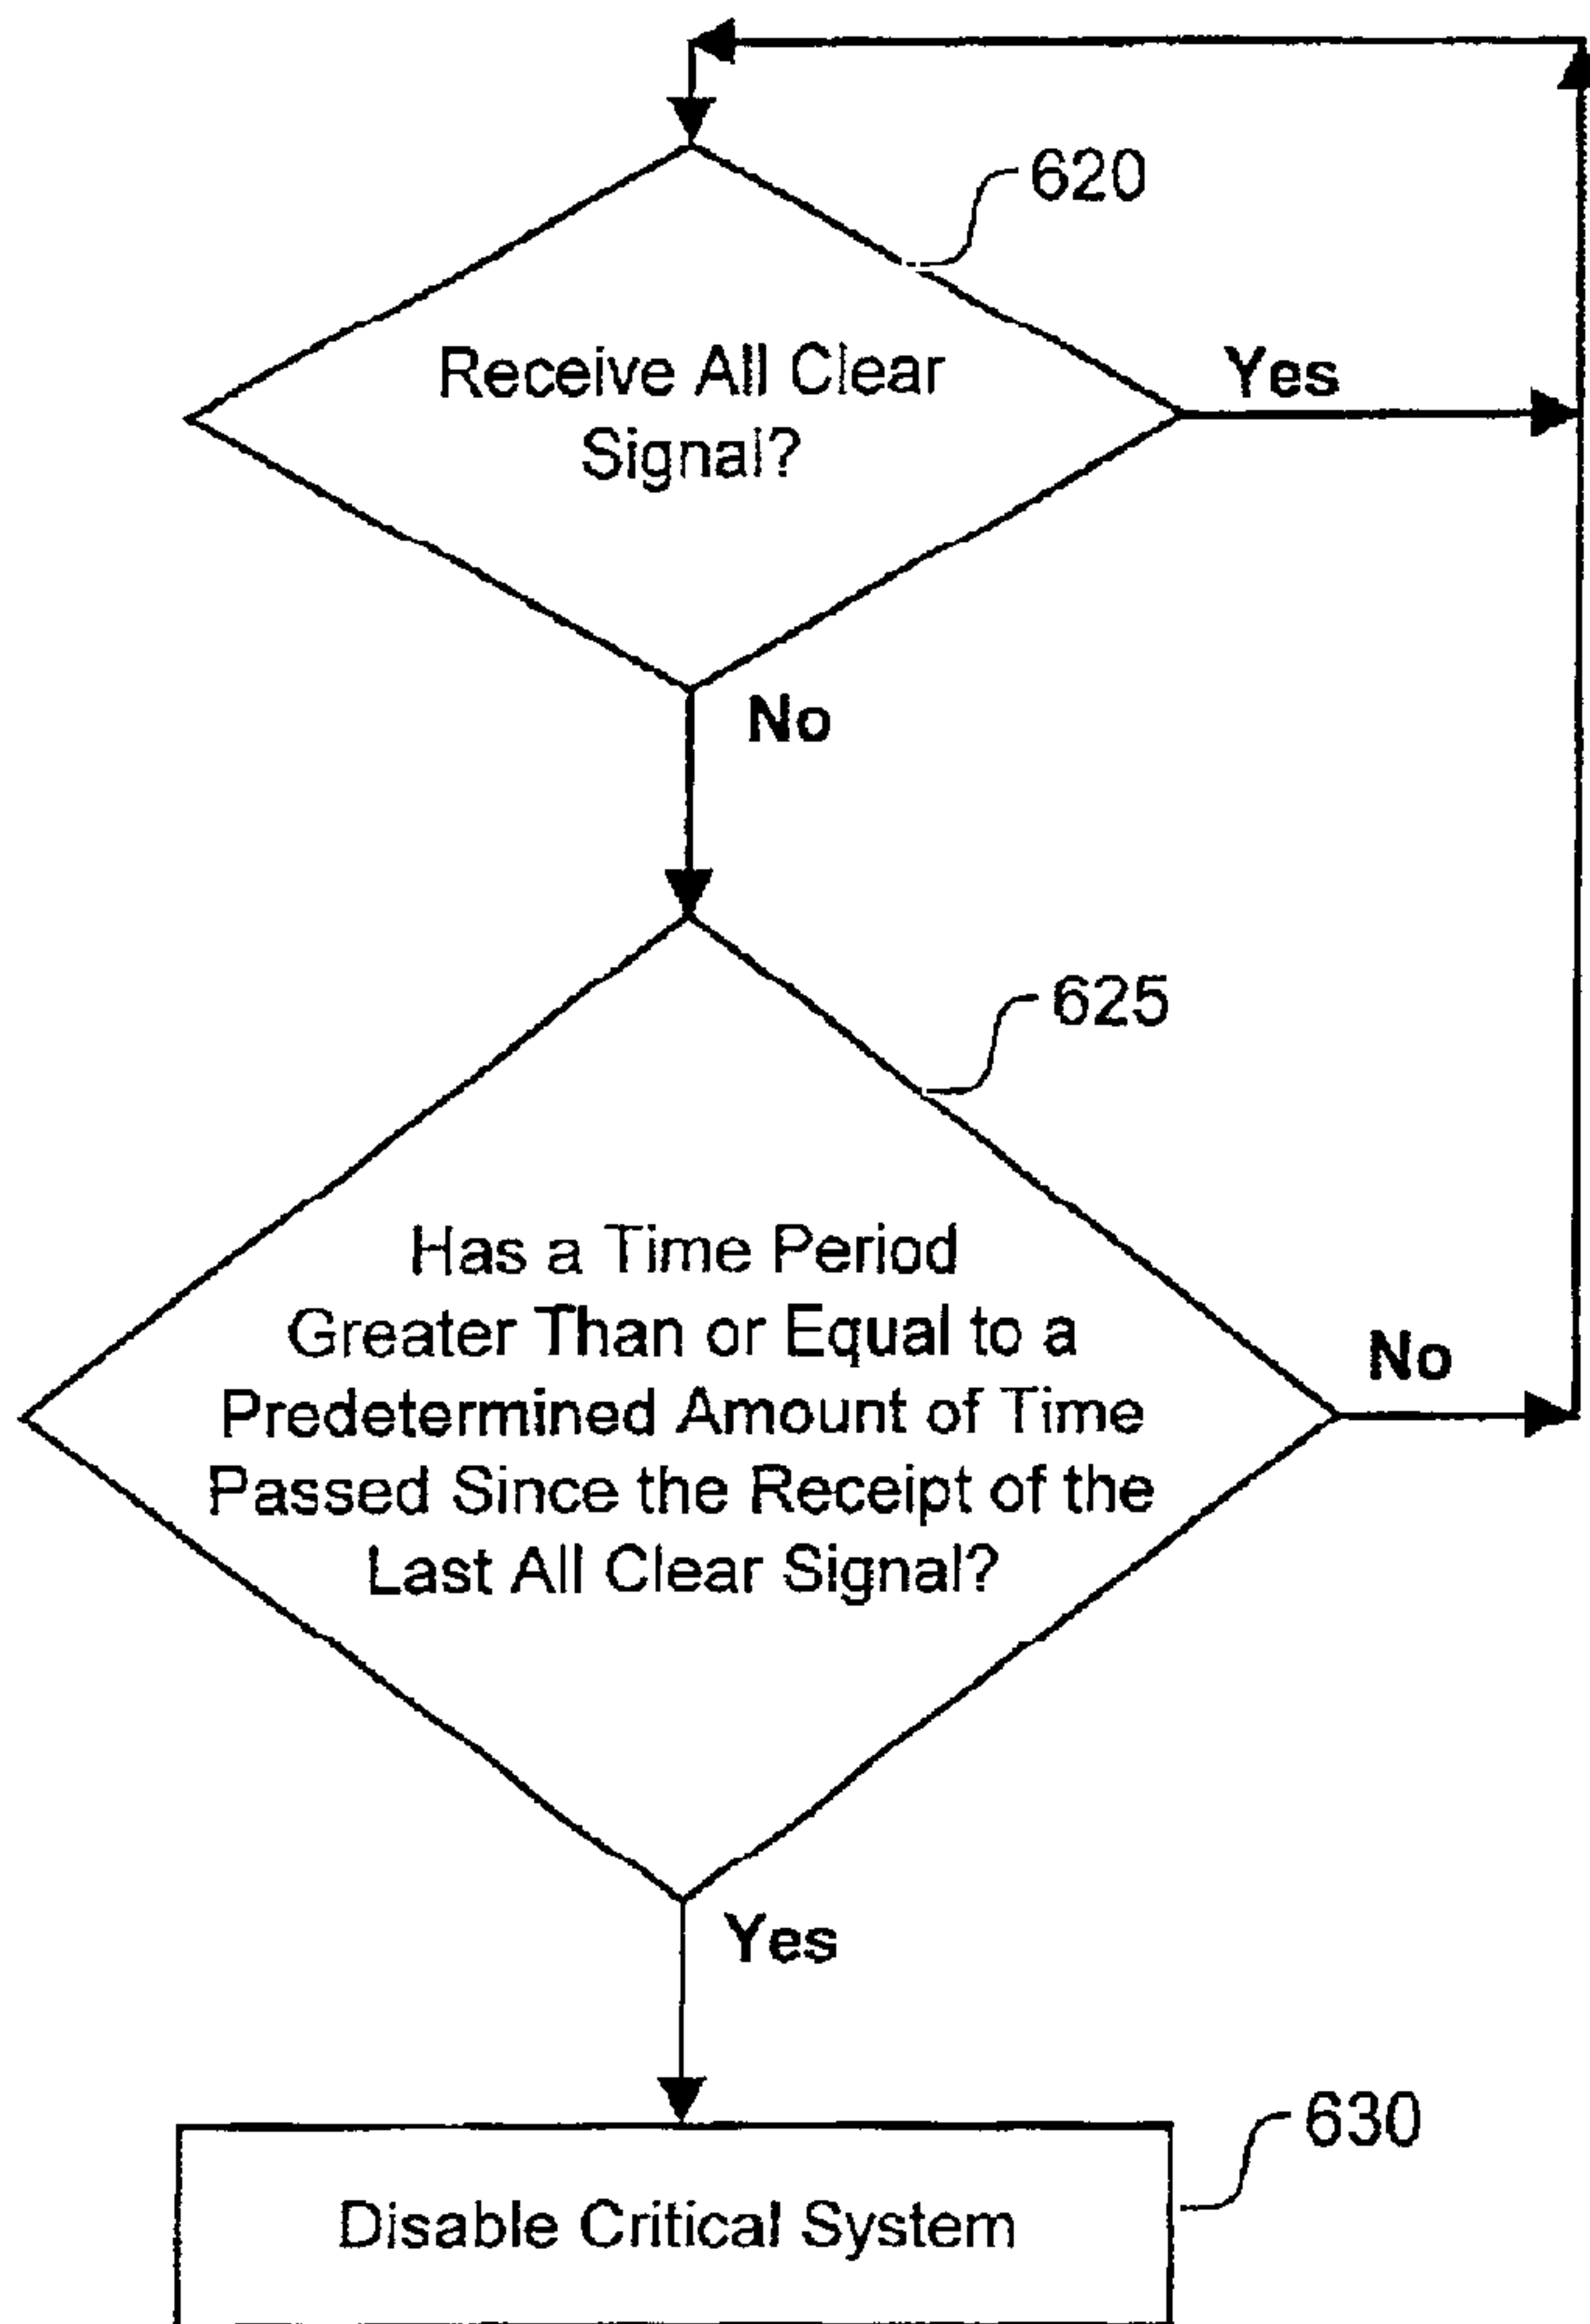 620
Receive All Clear
Signal?
Yes
No
625
Has a Time Period
Greater Than or Equal to a
Predetermined Amount of Time
Passed Since the Receipt of the
Last All Clear Signal?
No
Yes
630
Disable Critical System